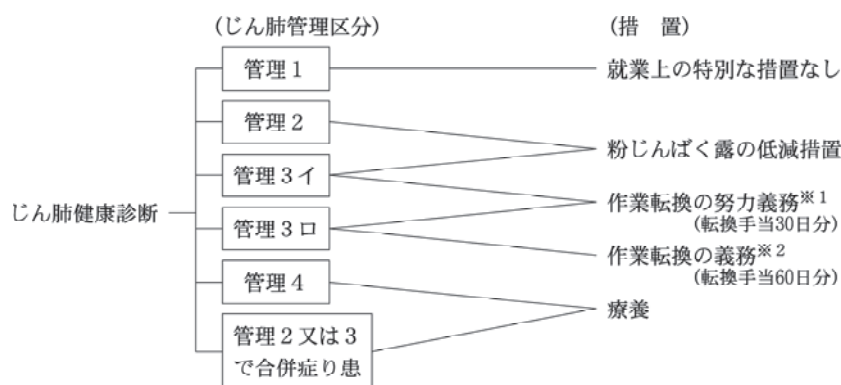 (じん肺管理区分)
(措 置)
管理1
就業上の特別な措置なし
管理2
粉じんばく露の低減措置
管理3イ
作業転換の努力義務※1
(転換手当30日分)
じん肺健康診断
管理3ロ
作業転換の義務※2
(転換手当60日分)
管理4
療養
管理2又は3
で合併症り患